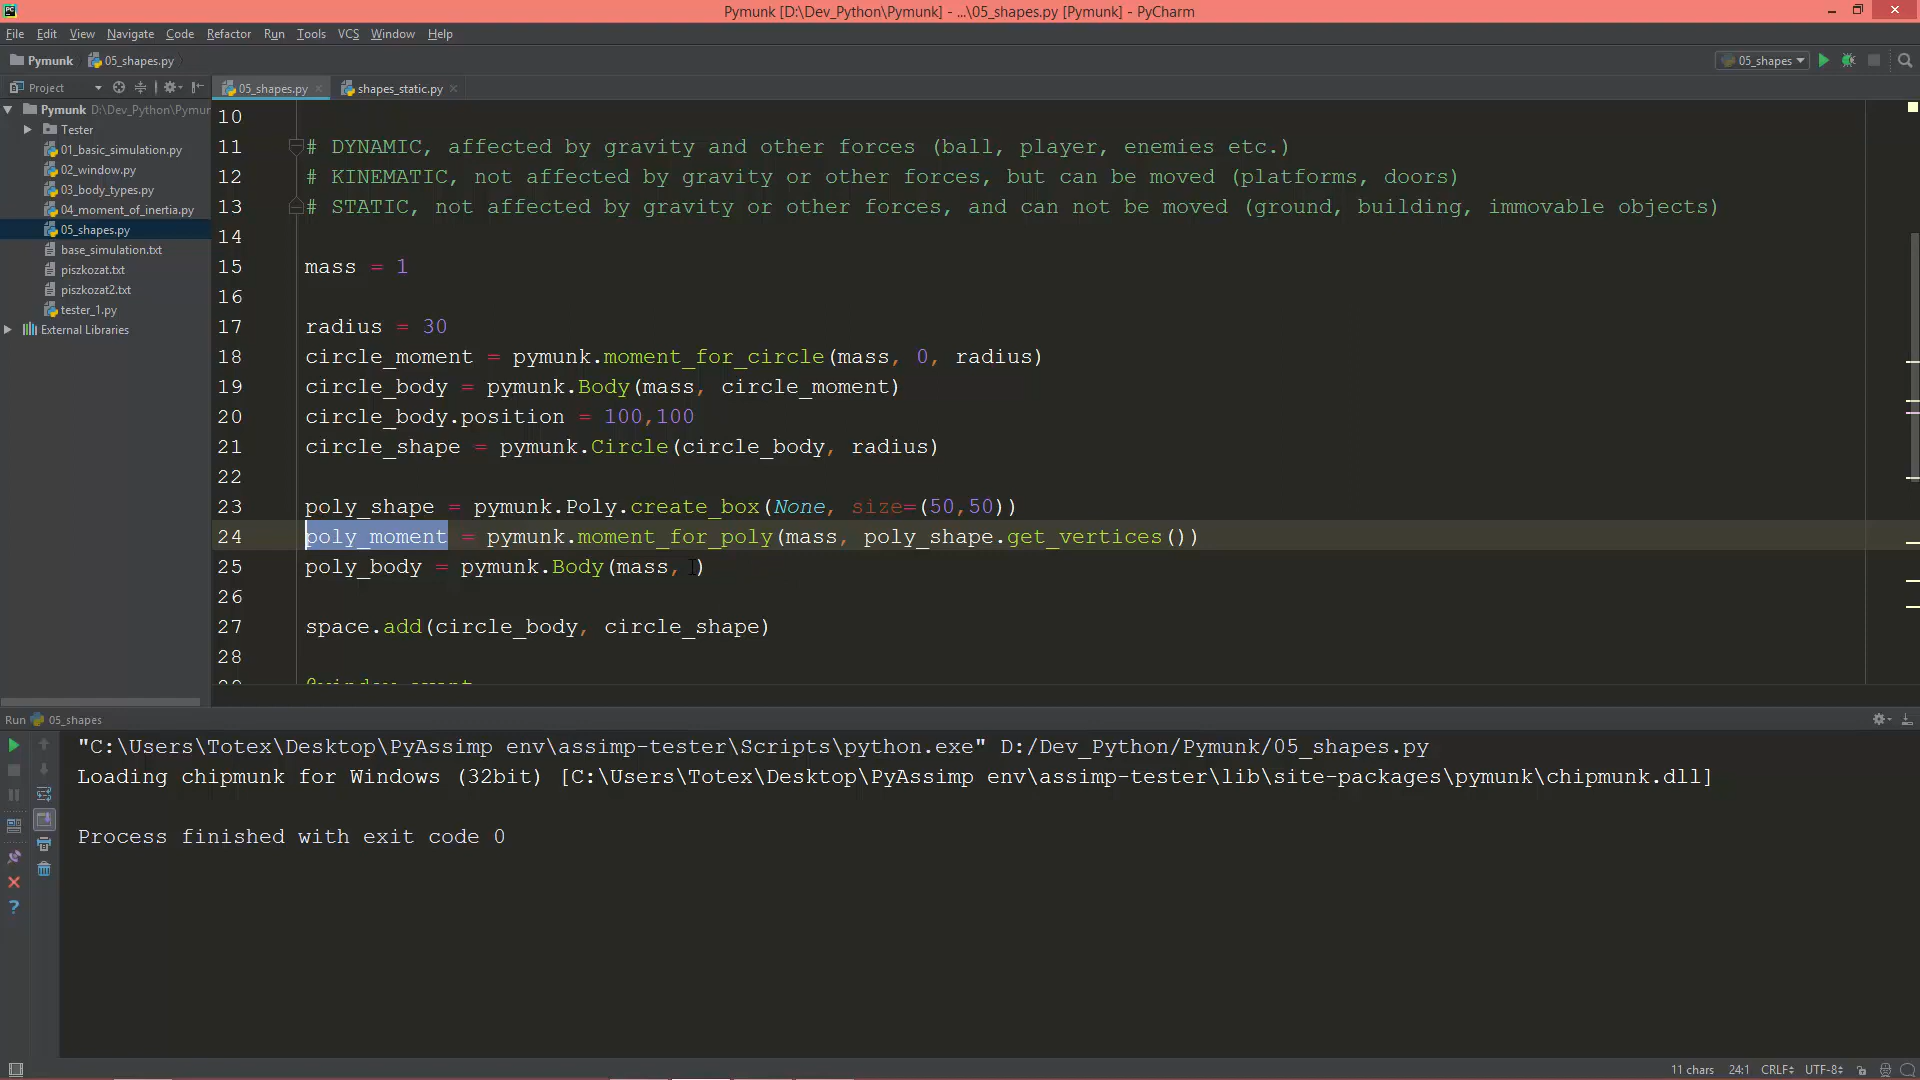 Pymunk [D:\Dev_Python\Pymunk] - ...\05_shapes.py [Pymunk] - PyCharm
File Edit View Navigate Code Refactor Run Tools VCS Window Help
Pymunk 05_shapes.py
05_shapes
Project
05_shapes.py
shapes_static.py
Pymunk D:\Dev_Python\Pymun
Tester
01_basic_simulation.py
02_window.py
03_body_types.py
04_moment_of_inertia.py
05_shapes.py
base_simulation.txt
piszkozat.txt
piszkozat2.txt
tester_1.py
External Libraries
10
11 # DYNAMIC, affected by gravity and other forces (ball, player, enemies etc.)
12 # KINEMATIC, not affected by gravity or other forces, but can be moved (platforms, doors)
13 # STATIC, not affected by gravity or other forces, and can not be moved (ground, building, immovable objects)
14
15 mass = 1
16
17 radius = 30
18 circle_moment = pymunk.moment_for_circle(mass, 0, radius)
19 circle_body = pymunk.Body(mass, circle_moment)
20 circle_body.position = 100,100
21 circle_shape = pymunk.Circle(circle_body, radius)
22
23 poly_shape = pymunk.Poly.create_box(None, size=(50,50))
24 poly_moment = pymunk.moment_for_poly(mass, poly_shape.get_vertices())
25 poly_body = pymunk.Body(mass, )
26
27 space.add(circle_body, circle_shape)
28
Run 05_shapes
"C:\Users\Totex\Desktop\PyAssimp env\assimp-tester\Scripts\python.exe" D:/Dev_Python/Pymunk/05_shapes.py
Loading chipmunk for Windows (32bit) [C:\Users\Totex\Desktop\PyAssimp env\assimp-tester\lib\site-packages\pymunk\chipmunk.dll]
Process finished with exit code 0
11 chars 24:1 CRLF UTF-8